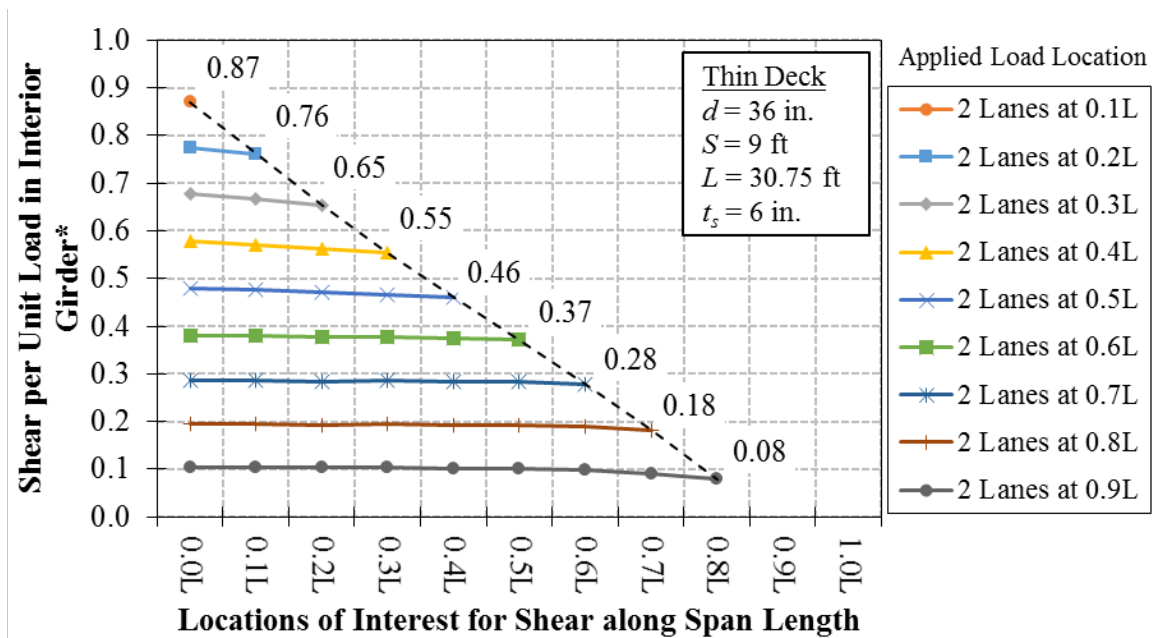 1.0
0.9
0.8
0.7
0.6
0.5
0.4
0.3
0.2
0.1
0.0
Shear per Unit Load in Interior
Girder*
0.87
0.76
0.65
0.55
0.46
0.37
0.28
0.18
0.08
Thin Deck
d = 36 in.
S = 9 ft
L = 30.75 ft
ts = 6 in.
0.0L
0.1L
0.2L
0.3L
0.4L
0.5L
0.6L
0.7L
0.8L
0.9L
1.0L
Locations of Interest for Shear along Span Length
Applied Load Location
2 Lanes at 0.1L
2 Lanes at 0.2L
2 Lanes at 0.3L
2 Lanes at 0.4L
2 Lanes at 0.5L
2 Lanes at 0.6L
2 Lanes at 0.7L
2 Lanes at 0.8L
2 Lanes at 0.9L